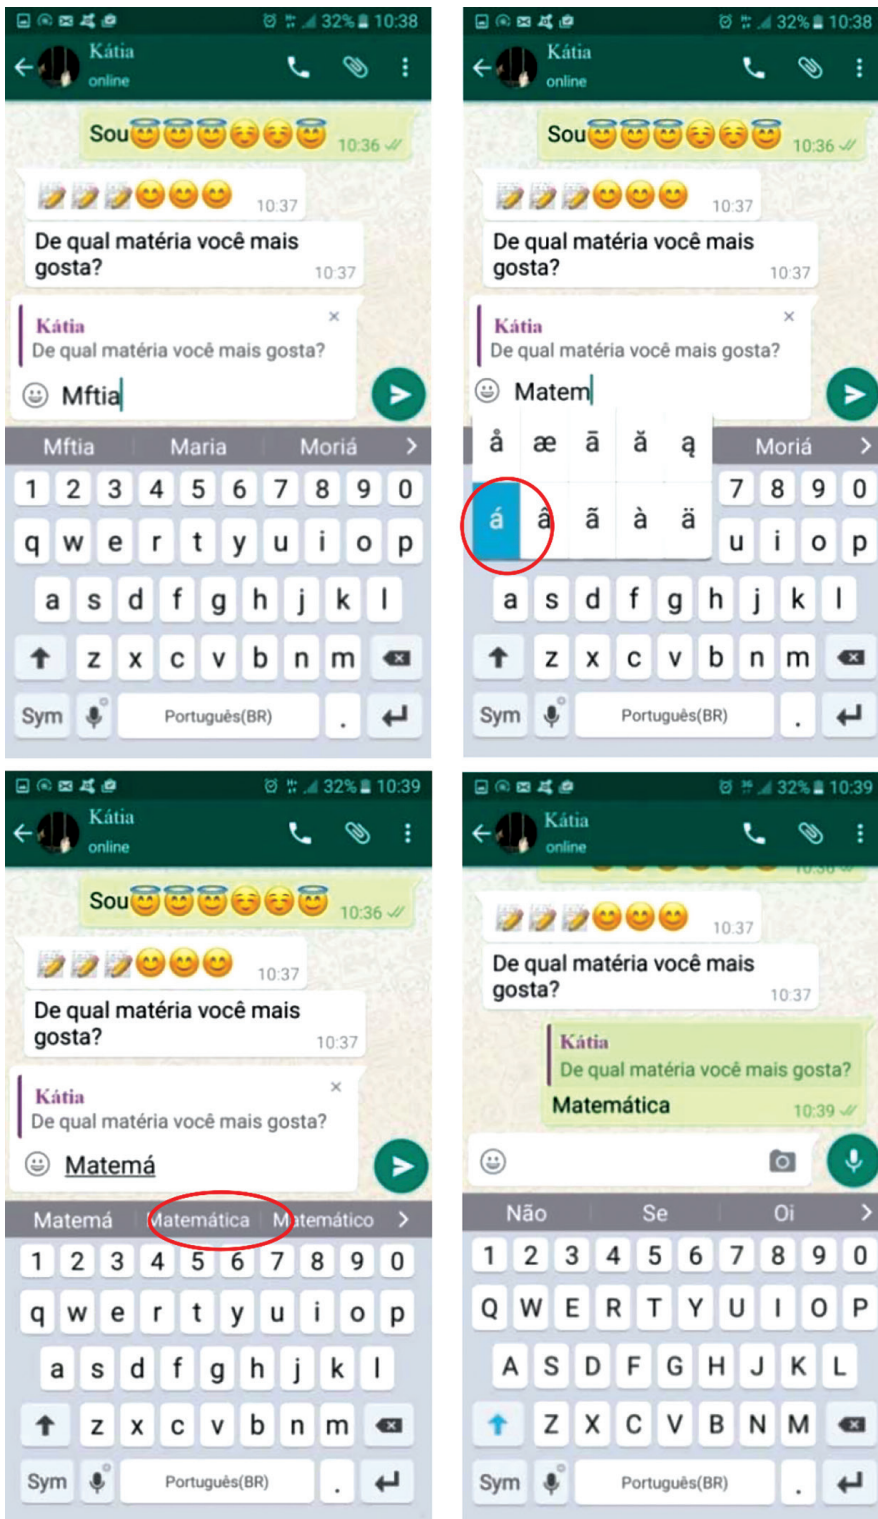 32% 10:38
Kátia
online
Sou
10:36
10:37
De qual matéria você mais
gosta?
10:37
Kátia
×
De qual matéria você mais gosta?
Mftia
Mftia Maria Moriá >
1 2 3 4 5 6 7 8 9 0
q w e r t y u i o p
a s d f g h j k l
z x c v b n m
Sym Português(BR) .
32% 10:38
Kátia
online
Sou
10:36
10:37
De qual matéria você mais
gosta?
10:37
Kátia
×
De qual matéria você mais gosta?
Matem
å æ ā ă ą Moriá >
7 8 9 0
á â ã à ä
u i o p
a s d f g h j k l
z x c v b n m
Sym Português(BR) .
32% 10:39
Kátia
online
Sou
10:36
10:37
De qual matéria você mais
gosta?
10:37
Kátia
×
De qual matéria você mais gosta?
Matemá
Matemá Matemática Matemático >
1 2 3 4 5 6 7 8 9 0
q w e r t y u i o p
a s d f g h j k l
z x c v b n m
Sym Português(BR) .
32% 10:39
Kátia
online
10:36
10:37
De qual matéria você mais
gosta?
10:37
Kátia
De qual matéria você mais gosta?
Matemática
10:39
Não Se Oi >
1 2 3 4 5 6 7 8 9 0
Q W E R T Y U I O P
A S D F G H J K L
Z X C V B N M
Sym Português(BR) .